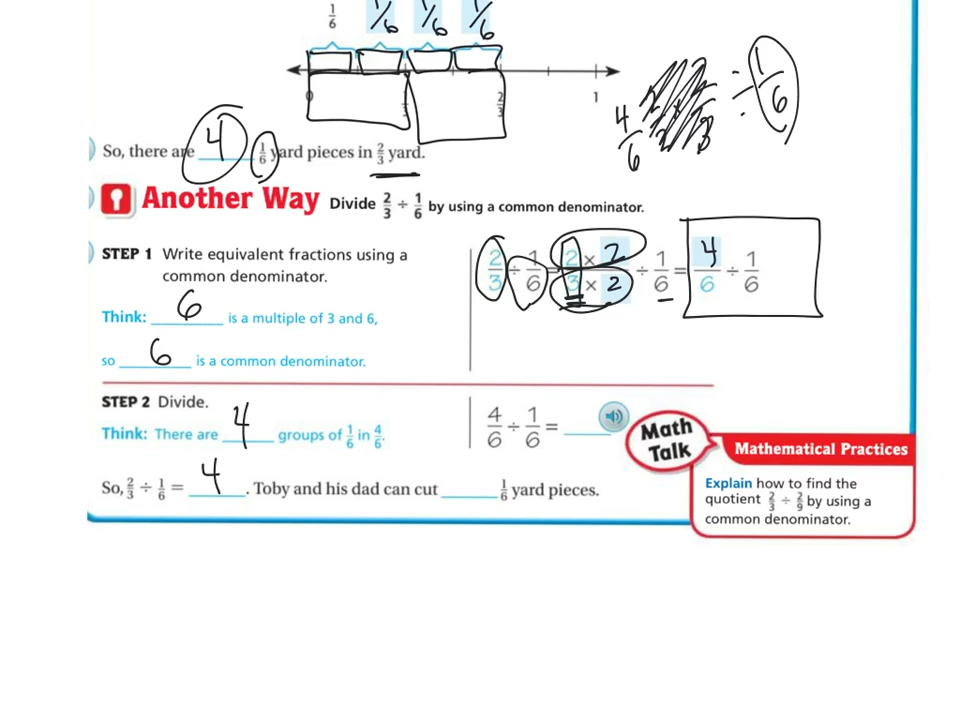 1/6 1/6 1/6 1/6
0 1/3 2/3 1
4/6 ÷ 1/6
So, there are 4 1/6 yard pieces in 2/3 yard.
Another Way Divide 2/3 ÷ 1/6 by using a common denominator.
STEP 1 Write equivalent fractions using a
common denominator.
2/3 ÷ 1/6 = 2 × 2/3 × 2 ÷ 1/6 = 4/6 ÷ 1/6
Think: 6 is a multiple of 3 and 6,
so 6 is a common denominator.
STEP 2 Divide.
Think: There are 4 groups of 1/6 in 4/6.
4/6 ÷ 1/6 = ____
So, 2/3 ÷ 1/6 = 4. Toby and his dad can cut ____ 1/6 yard pieces.
Math
Talk
Mathematical Practices
Explain how to find the
quotient 2/3 ÷ 2/9 by using a
common denominator.